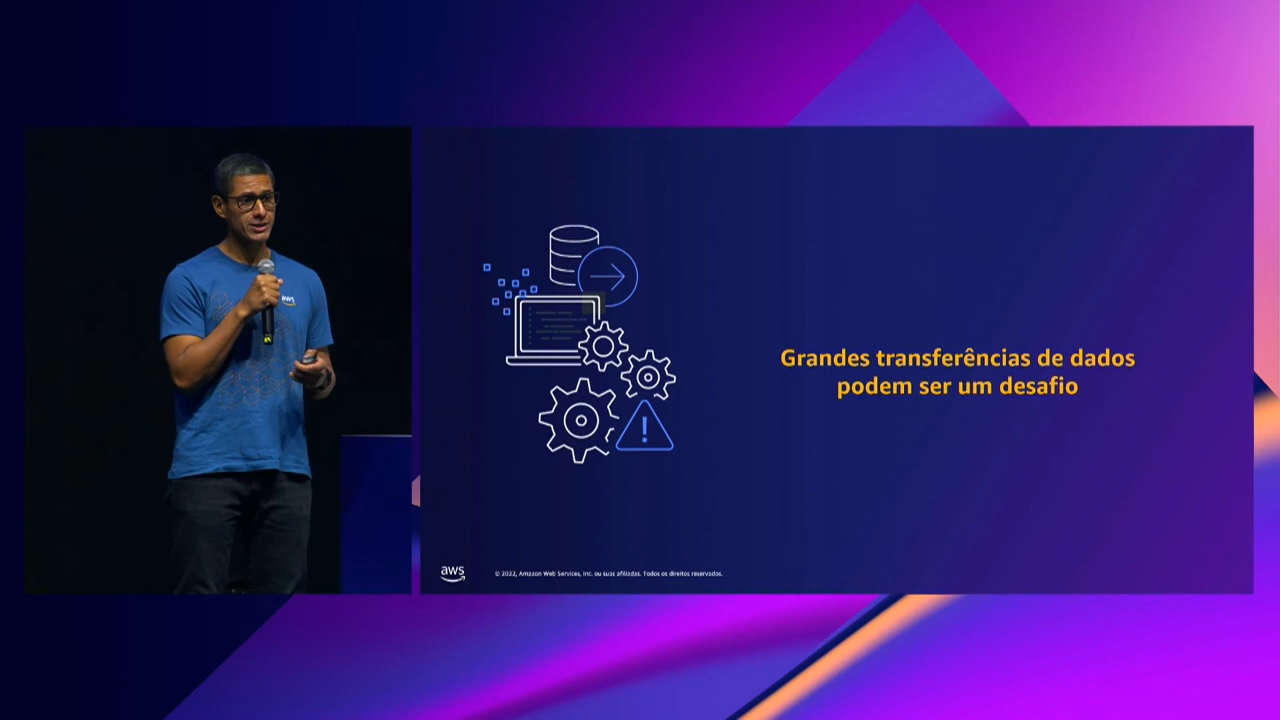 aws
Grandes transferências de dados
podem ser um desafio
aws
© 2022, Amazon Web Services, Inc. ou suas afiliadas. Todos os direitos reservados.